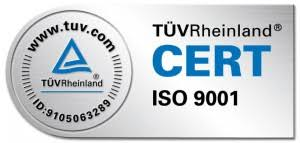 www.tuv.com
TÜVRheinland®
ID:9105063289
TÜVRheinland®
CERT
ISO 9001